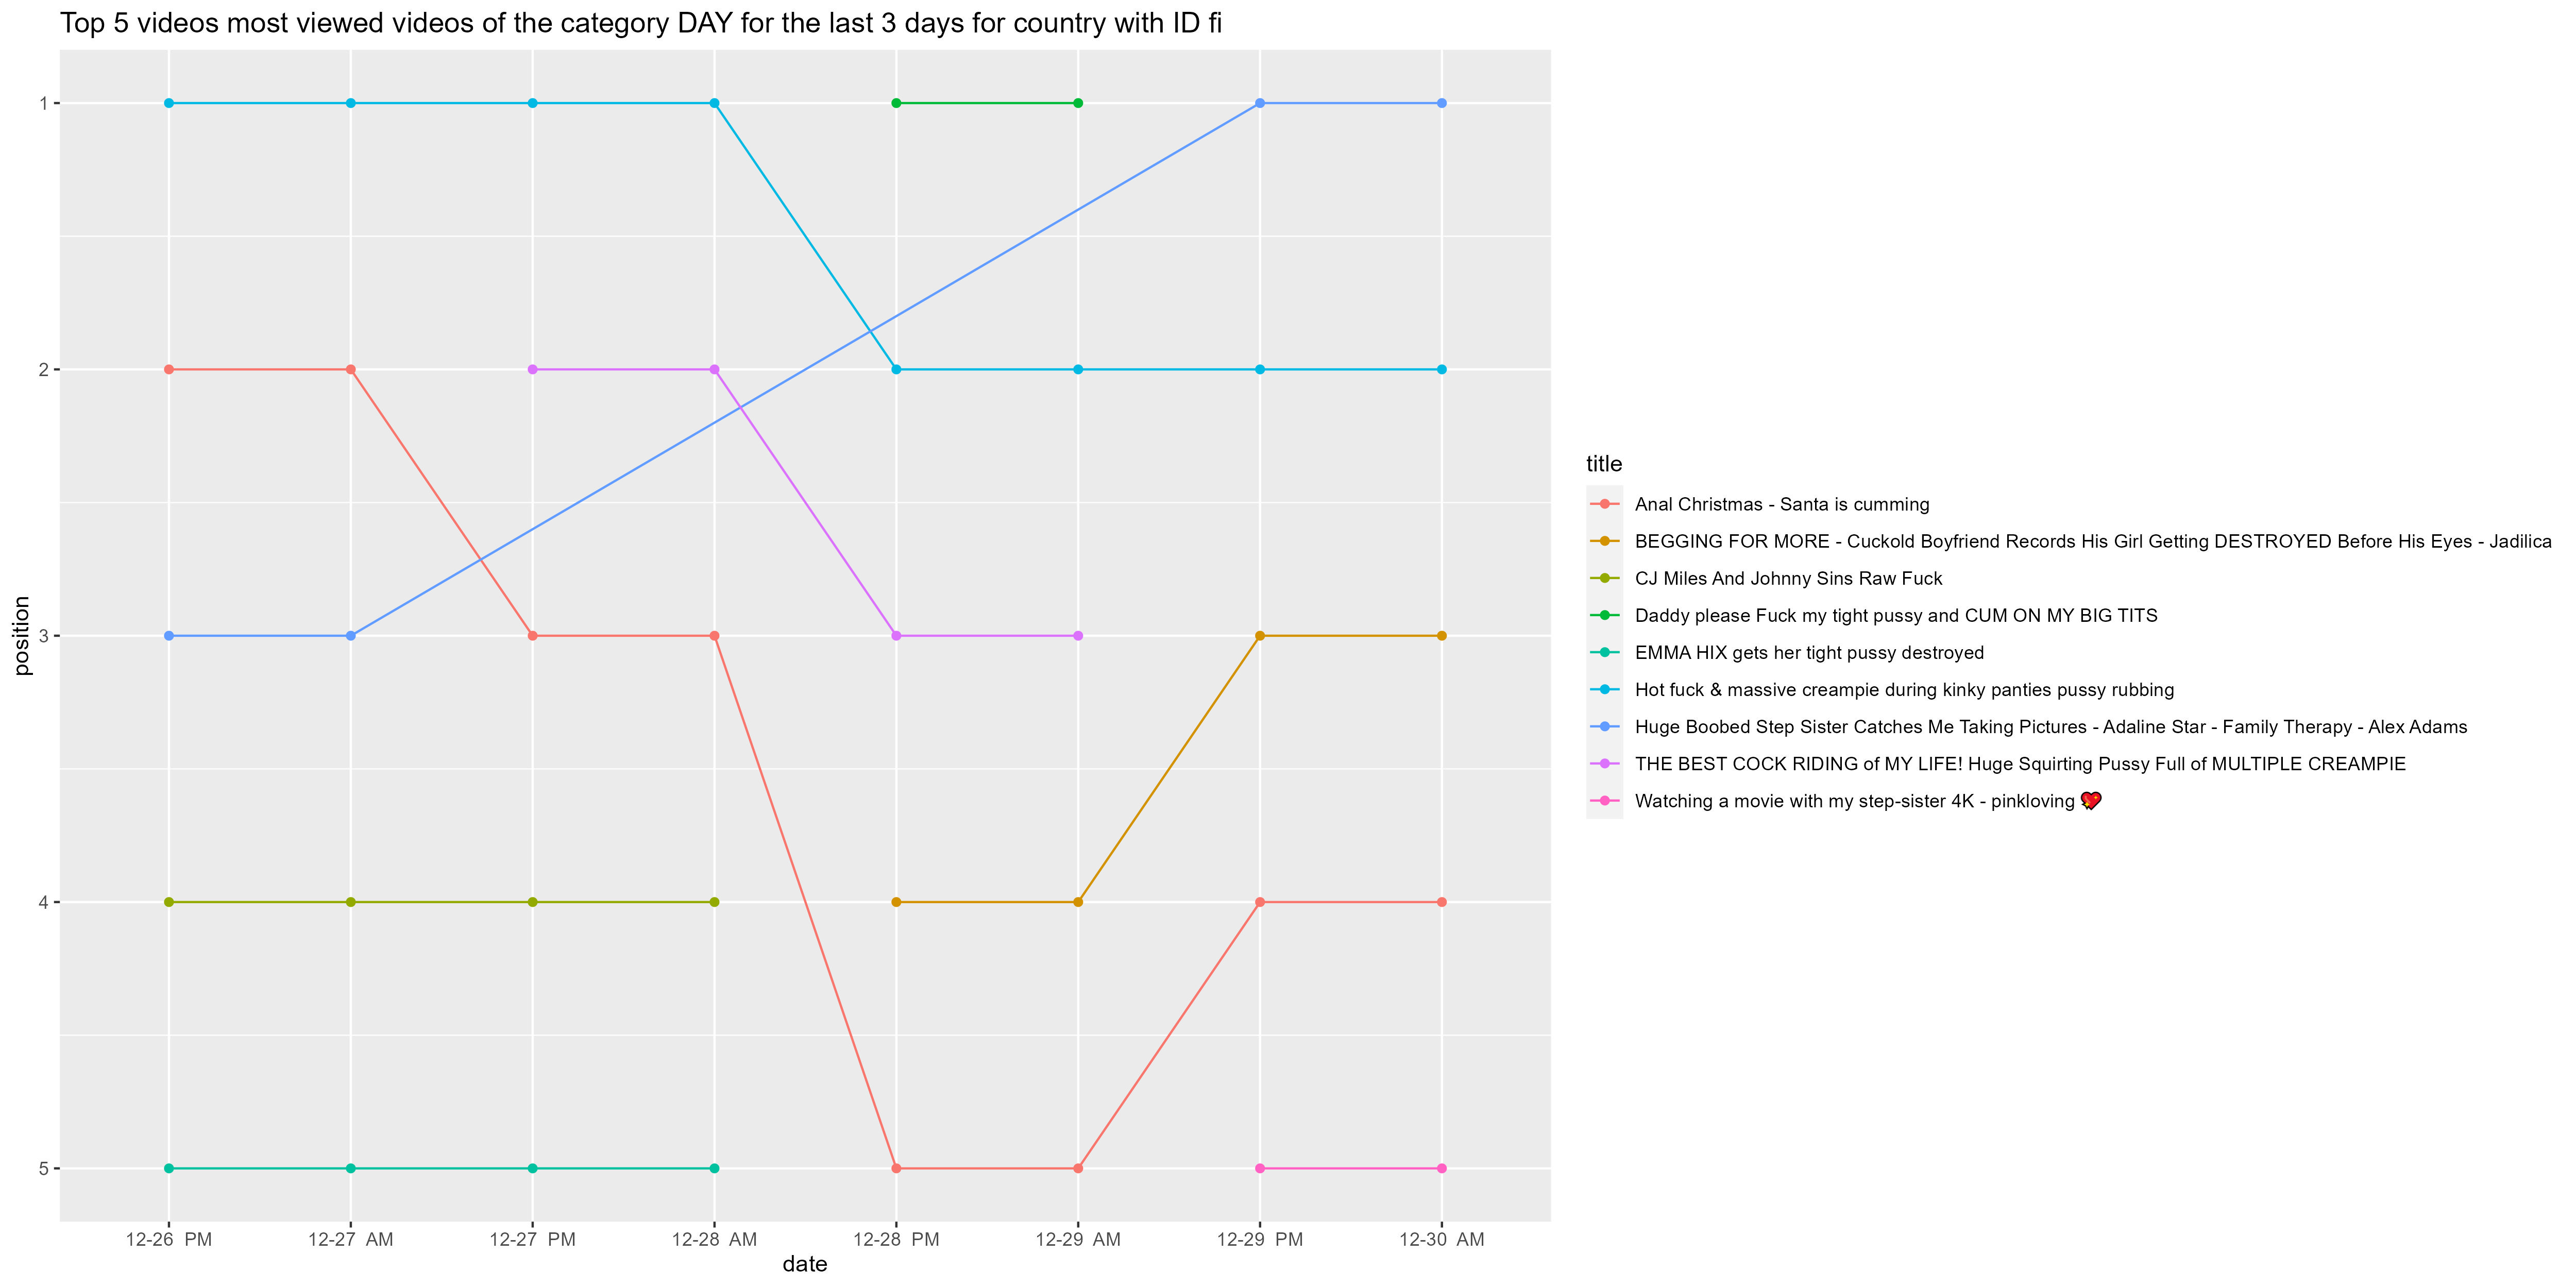 Top 5 videos most viewed videos of the category DAY for the last 3 days for country with ID fi
position
1
2
3
4
5
12-26 PM
12-27 AM
12-27 PM
12-28 AM
12-28 PM
12-29 AM
12-29 PM
12-30 AM
date
title
Anal Christmas - Santa is cumming
BEGGING FOR MORE - Cuckold Boyfriend Records His Girl Getting DESTROYED Before His Eyes - Jadilica
CJ Miles And Johnny Sins Raw Fuck
Daddy please Fuck my tight pussy and CUM ON MY BIG TITS
EMMA HIX gets her tight pussy destroyed
Hot fuck & massive creampie during kinky panties pussy rubbing
Huge Boobed Step Sister Catches Me Taking Pictures - Adaline Star - Family Therapy - Alex Adams
THE BEST COCK RIDING of MY LIFE! Huge Squirting Pussy Full of MULTIPLE CREAMPIE
Watching a movie with my step-sister 4K - pinkloving 💖